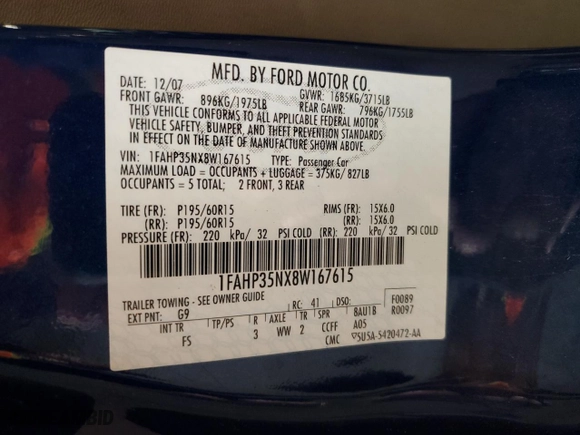 MFD. BY FORD MOTOR CO.
DATE: 12/07 GVWR: 1685KG/3715LB
FRONT GAWR: 896KG/1975LB REAR GAWR: 796KG/1755LB
THIS VEHICLE CONFORMS TO ALL APPLICABLE FEDERAL MOTOR
VEHICLE SAFETY, BUMPER, AND THEFT PREVENTION STANDARDS
IN EFFECT ON THE DATE OF MANUFACTURE SHOWN ABOVE.
VIN: 1FAHP35NX8W167615 TYPE: Passenger Car
MAXIMUM LOAD = OCCUPANTS + LUGGAGE = 375KG/ 827LB
OCCUPANTS = 5 TOTAL; 2 FRONT, 3 REAR
TIRE (FR): P195/60R15 RIMS (FR): 15X6.0
(RR): P195/60R15 (RR): 15X6.0
PRESSURE (FR): 220 kPa/ 32 PSI COLD (RR): 220 kPa/ 32 PSI COLD
1FAHP35NX8W167615
TRAILER TOWING - SEE OWNER GUIDE RC: 41 DSO: F0089
EXT PNT: G9 R0097
INT TR TP/PS R AXLE TR SPR 8AU1B
FS 3 WW 2 CCFF A05
CMC 5U5A-5420472-AA